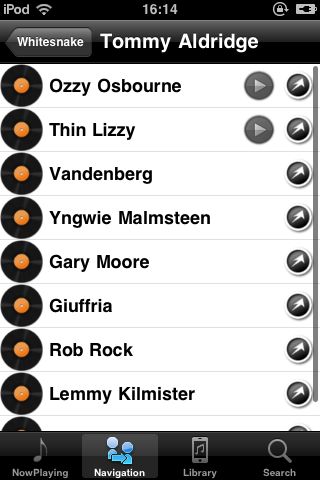 iPod 16:14
Whitesnake Tommy Aldridge
Ozzy Osbourne
Thin Lizzy
Vandenberg
Yngwie Malmsteen
Gary Moore
Giuffria
Rob Rock
Lemmy Kilmister
NowPlaying Navigation Library Search